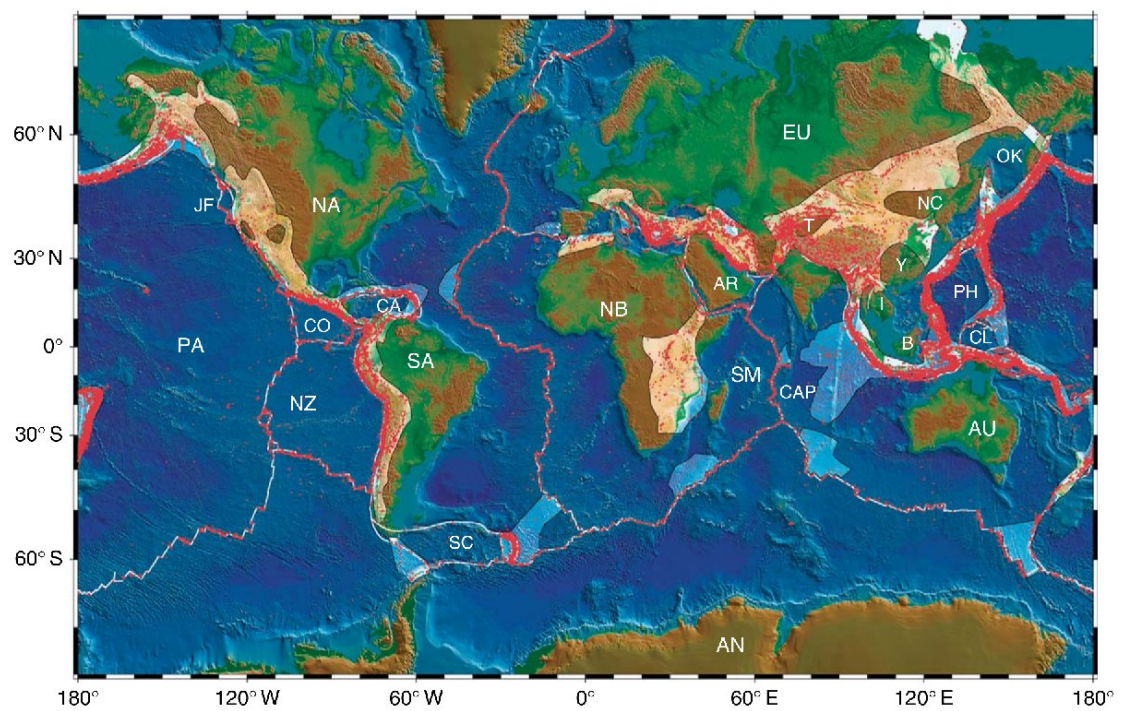 EU
60° N
OK
JF
NA
NC
T
30° N
Y
AR
I
PH
NB
CA
CO
CL
0°
PA
SA
B
SM
NZ
CAP
30° S
AU
SC
60° S
AN
180°
120° W
60° W
0°
60° E
120° E
180°